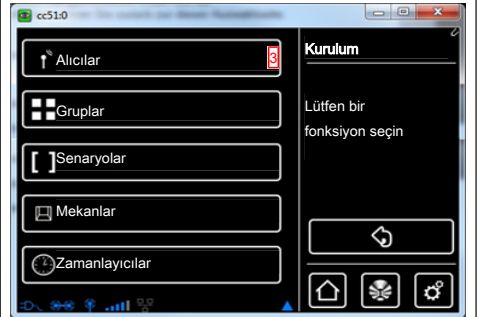 cc51:0
Alıcılar
3
Gruplar
Senaryolar
Mekanlar
Zamanlayıcılar
Kurulum
Lütfen bir
fonksiyon seçin